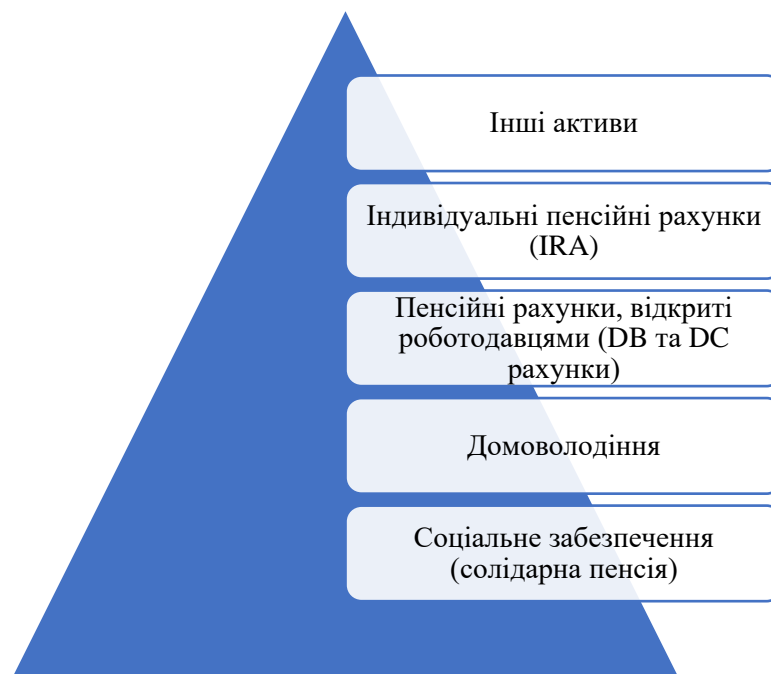 Інші активи
Індивідуальні пенсійні рахунки
(IRA)
Пенсійні рахунки, відкриті
роботодавцями (DB та DC
рахунки)
Домоволодіння
Соціальне забезпечення
(солідарна пенсія)